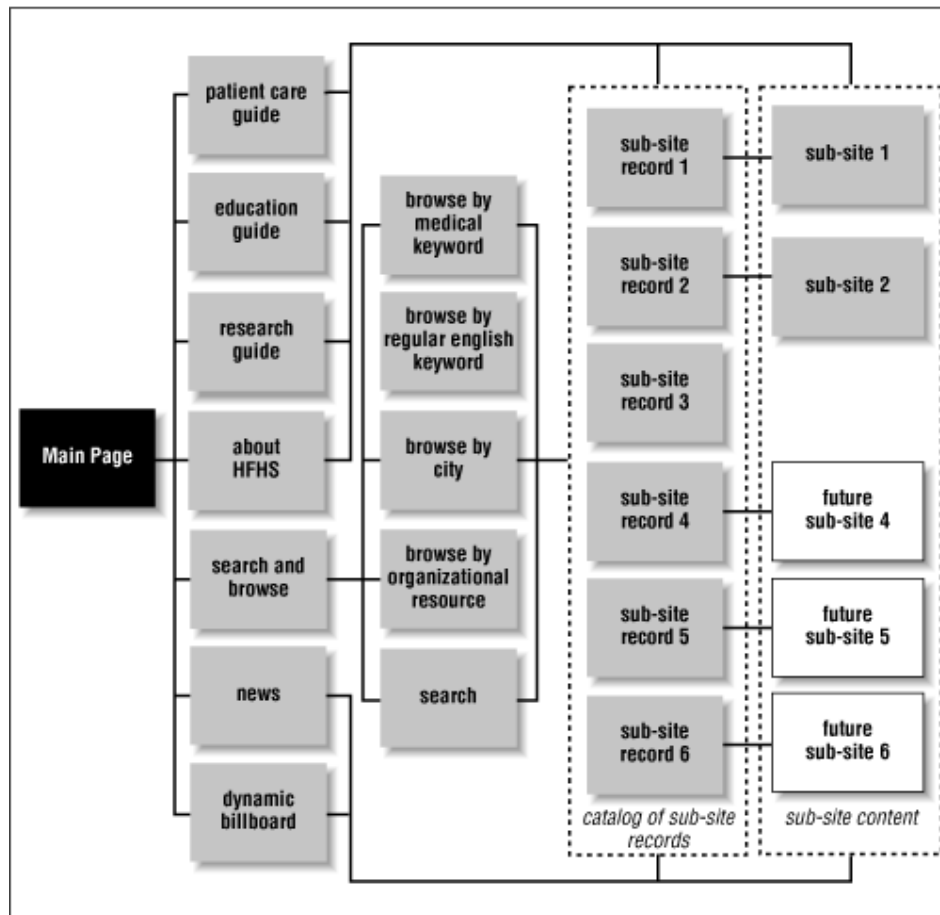 patient care
guide
education
guide
research
guide
Main Page
about
HFHS
search and
browse
news
dynamic
billboard
browse by
medical
keyword
browse by
regular english
keyword
browse by
city
browse by
organizational
resource
search
sub-site
record 1
sub-site
record 2
sub-site
record 3
sub-site
record 4
sub-site
record 5
sub-site
record 6
catalog of sub-site
records
sub-site 1
sub-site 2
future
sub-site 4
future
sub-site 5
future
sub-site 6
sub-site content